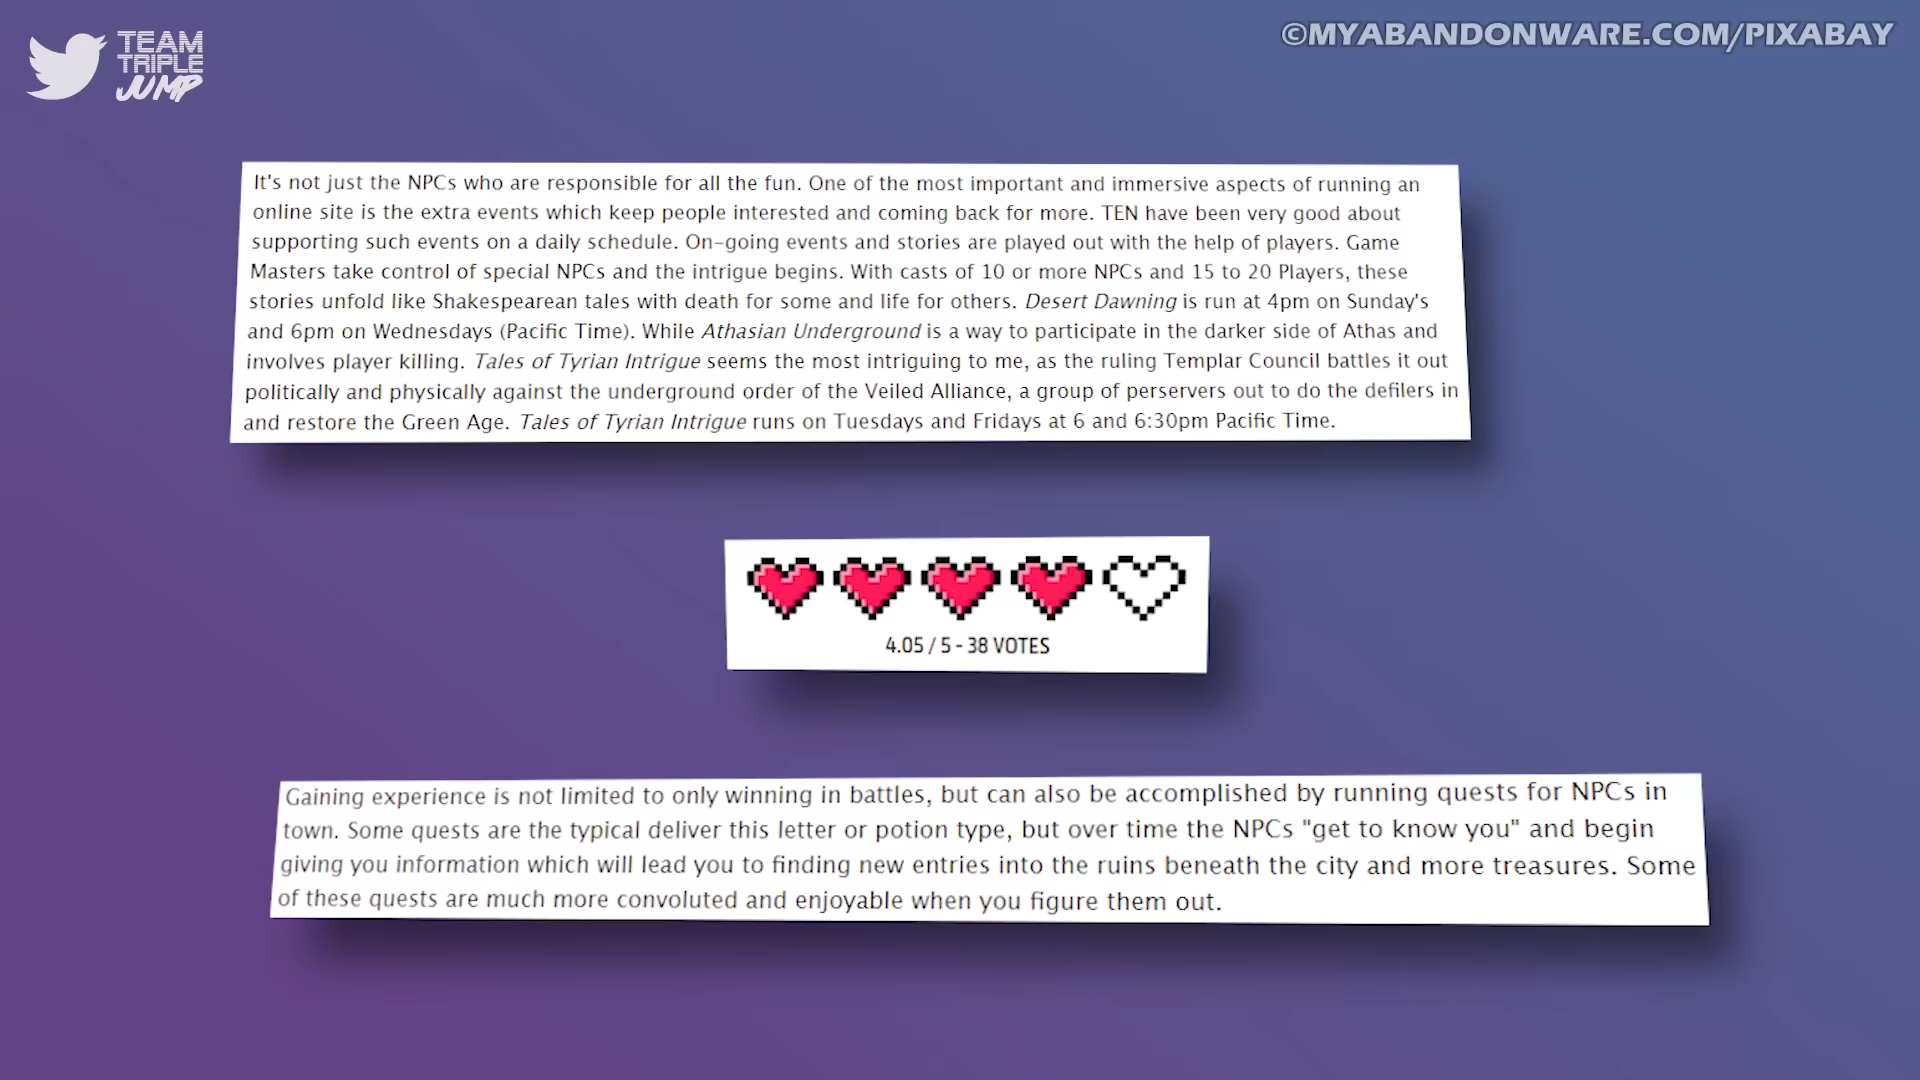 TEAM
TRIPLE
JUMP
©MYABANDONWARE.COM/PIXABAY
It's not just the NPCs who are responsible for all the fun. One of the most important and immersive aspects of running an
online site is the extra events which keep people interested and coming back for more. TEN have been very good about
supporting such events on a daily schedule. On-going events and stories are played out with the help of players. Game
Masters take control of special NPCs and the intrigue begins. With casts of 10 or more NPCs and 15 to 20 Players, these
stories unfold like Shakespearean tales with death for some and life for others. Desert Dawning is run at 4pm on Sunday's
and 6pm on Wednesdays (Pacific Time). While Athasian Underground is a way to participate in the darker side of Athas and
involves player killing. Tales of Tyrian Intrigue seems the most intriguing to me, as the ruling Templar Council battles it out
politically and physically against the underground order of the Veiled Alliance, a group of perservers out to do the defilers in
and restore the Green Age. Tales of Tyrian Intrigue runs on Tuesdays and Fridays at 6 and 6:30pm Pacific Time.
4.05 / 5 - 38 VOTES
Gaining experience is not limited to only winning in battles, but can also be accomplished by running quests for NPCs in
town. Some quests are the typical deliver this letter or potion type, but over time the NPCs "get to know you" and begin
giving you information which will lead you to finding new entries into the ruins beneath the city and more treasures. Some
of these quests are much more convoluted and enjoyable when you figure them out.